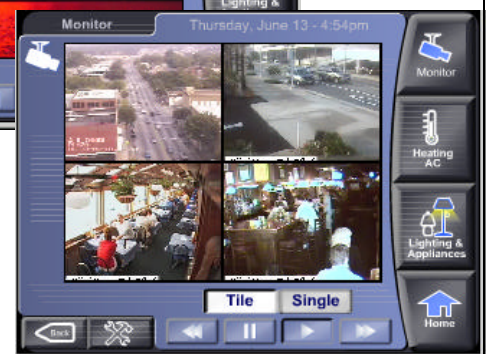 Lighting &
Monitor
Thursday, June 13 - 4:54pm
Monitor
Heating
AC
Lighting &
Appliances
Tile
Single
Back
Home